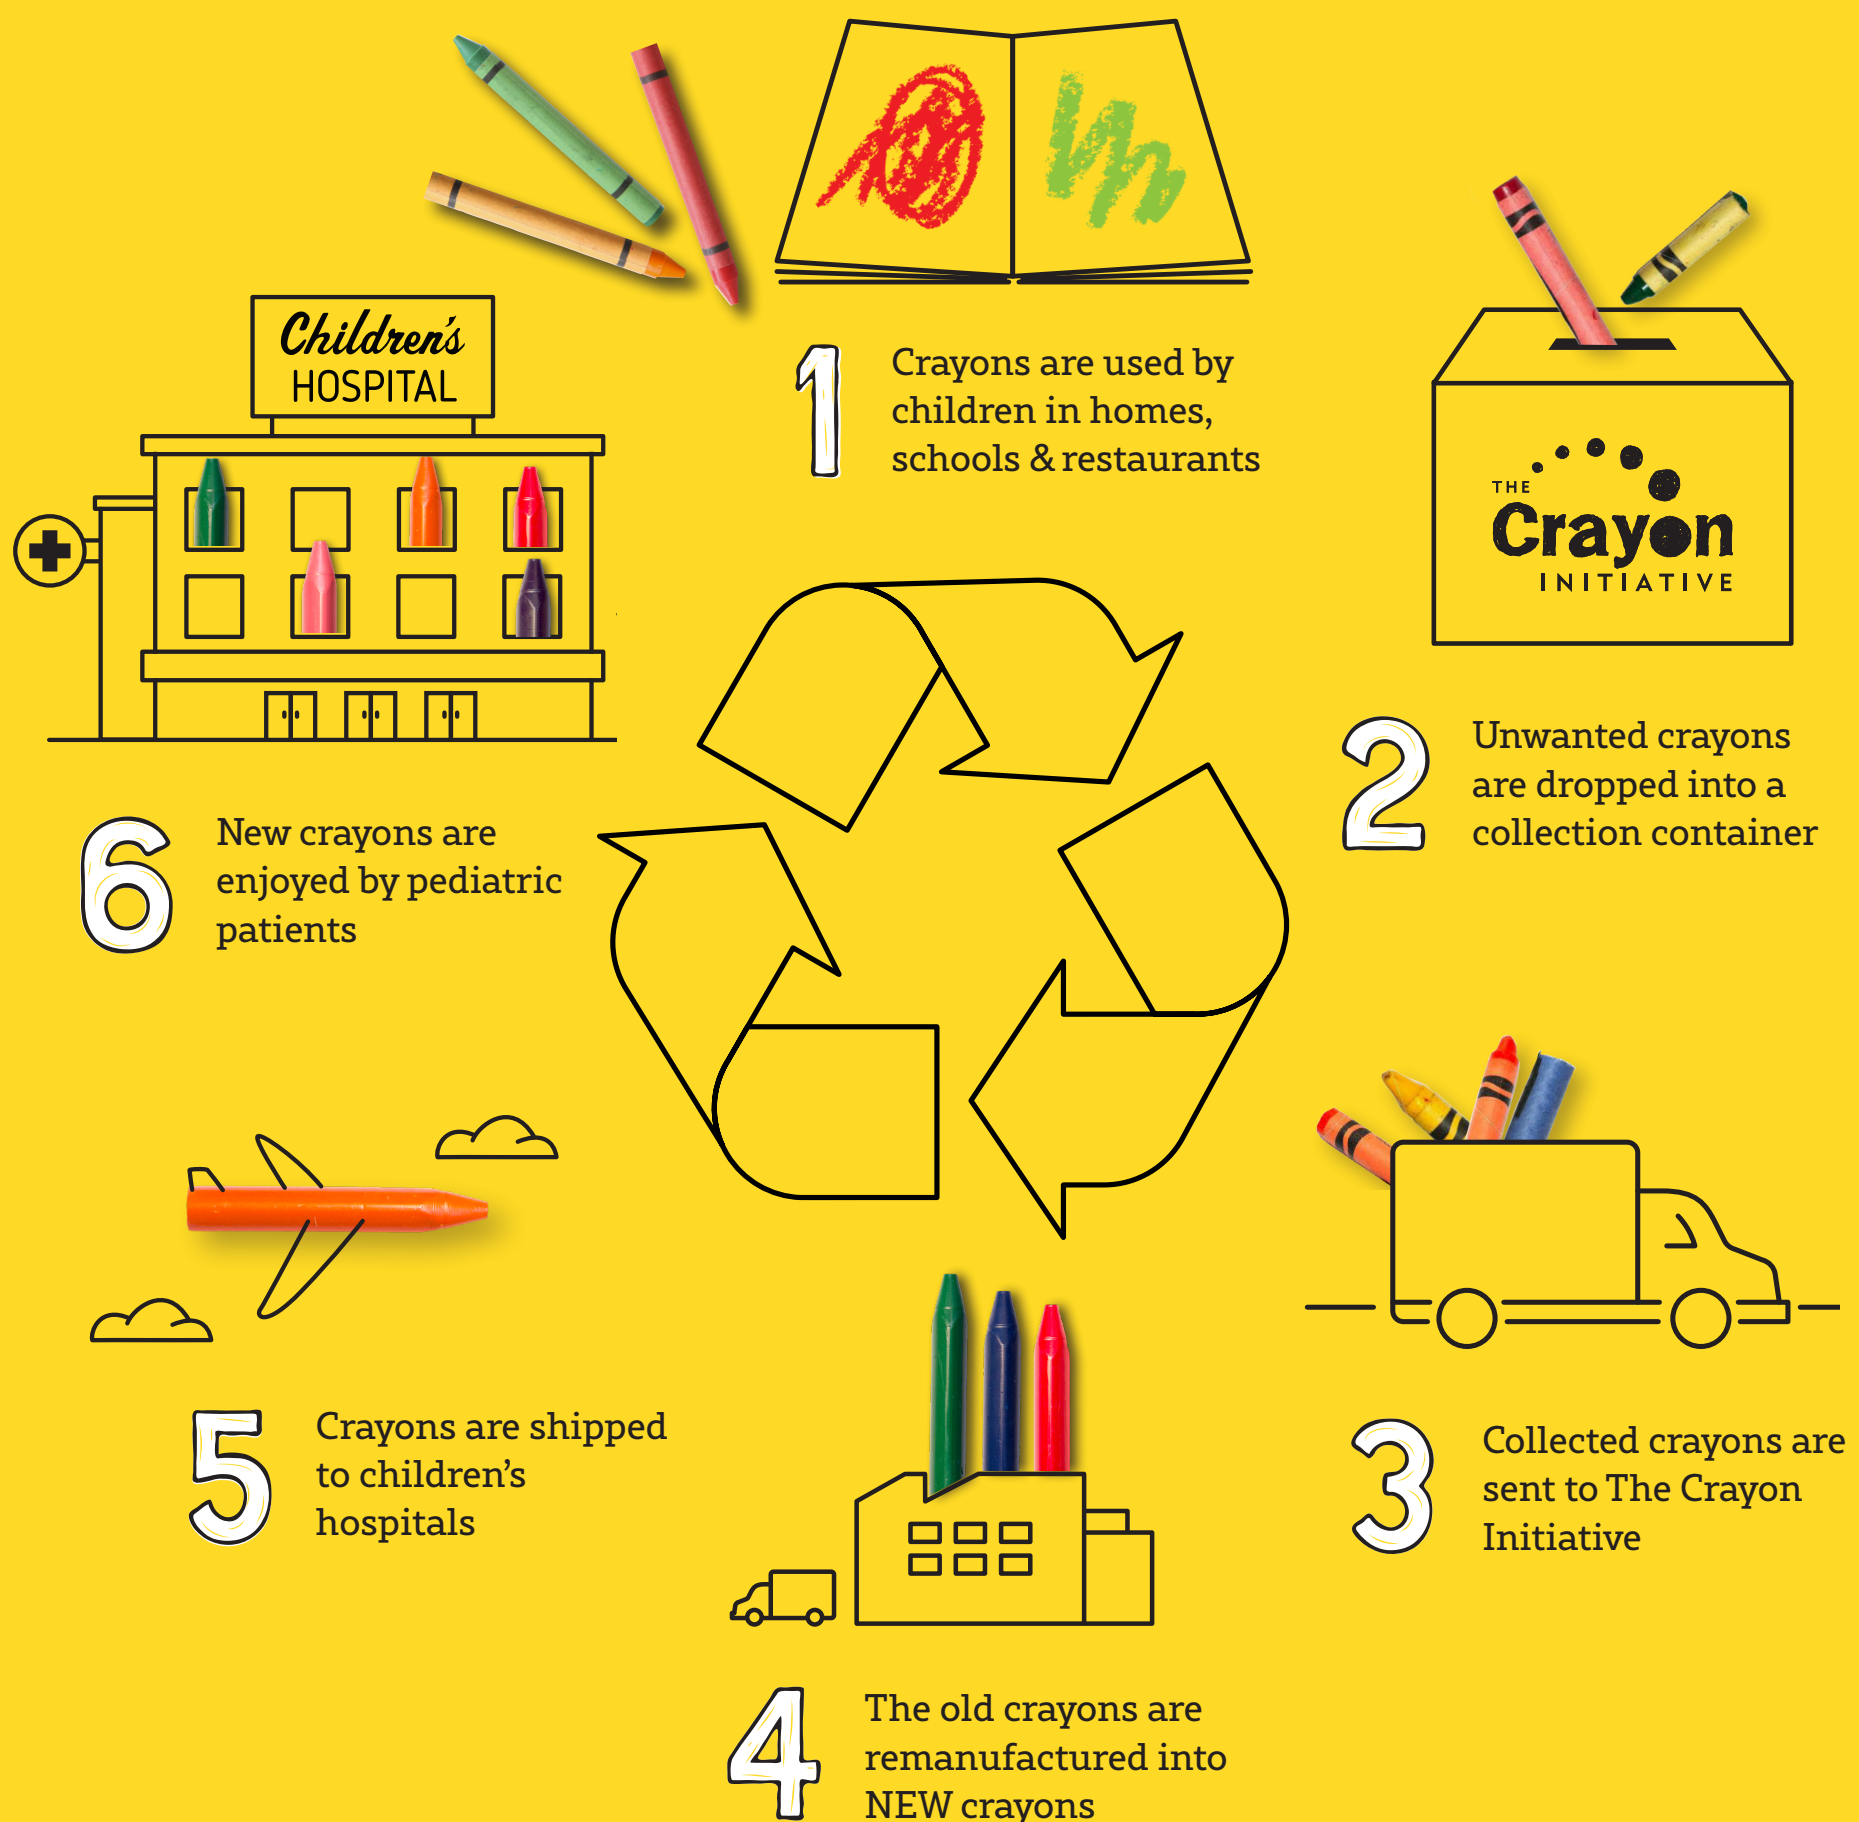 1
Crayons are used by
children in homes,
schools & restaurants
THE
Crayon
INITIATIVE
2
Unwanted crayons
are dropped into a
collection container
3
Collected crayons are
sent to The Crayon
Initiative
4
The old crayons are
remanufactured into
NEW crayons
5
Crayons are shipped
to children’s
hospitals
Children's
HOSPITAL
6
New crayons are
enjoyed by pediatric
patients